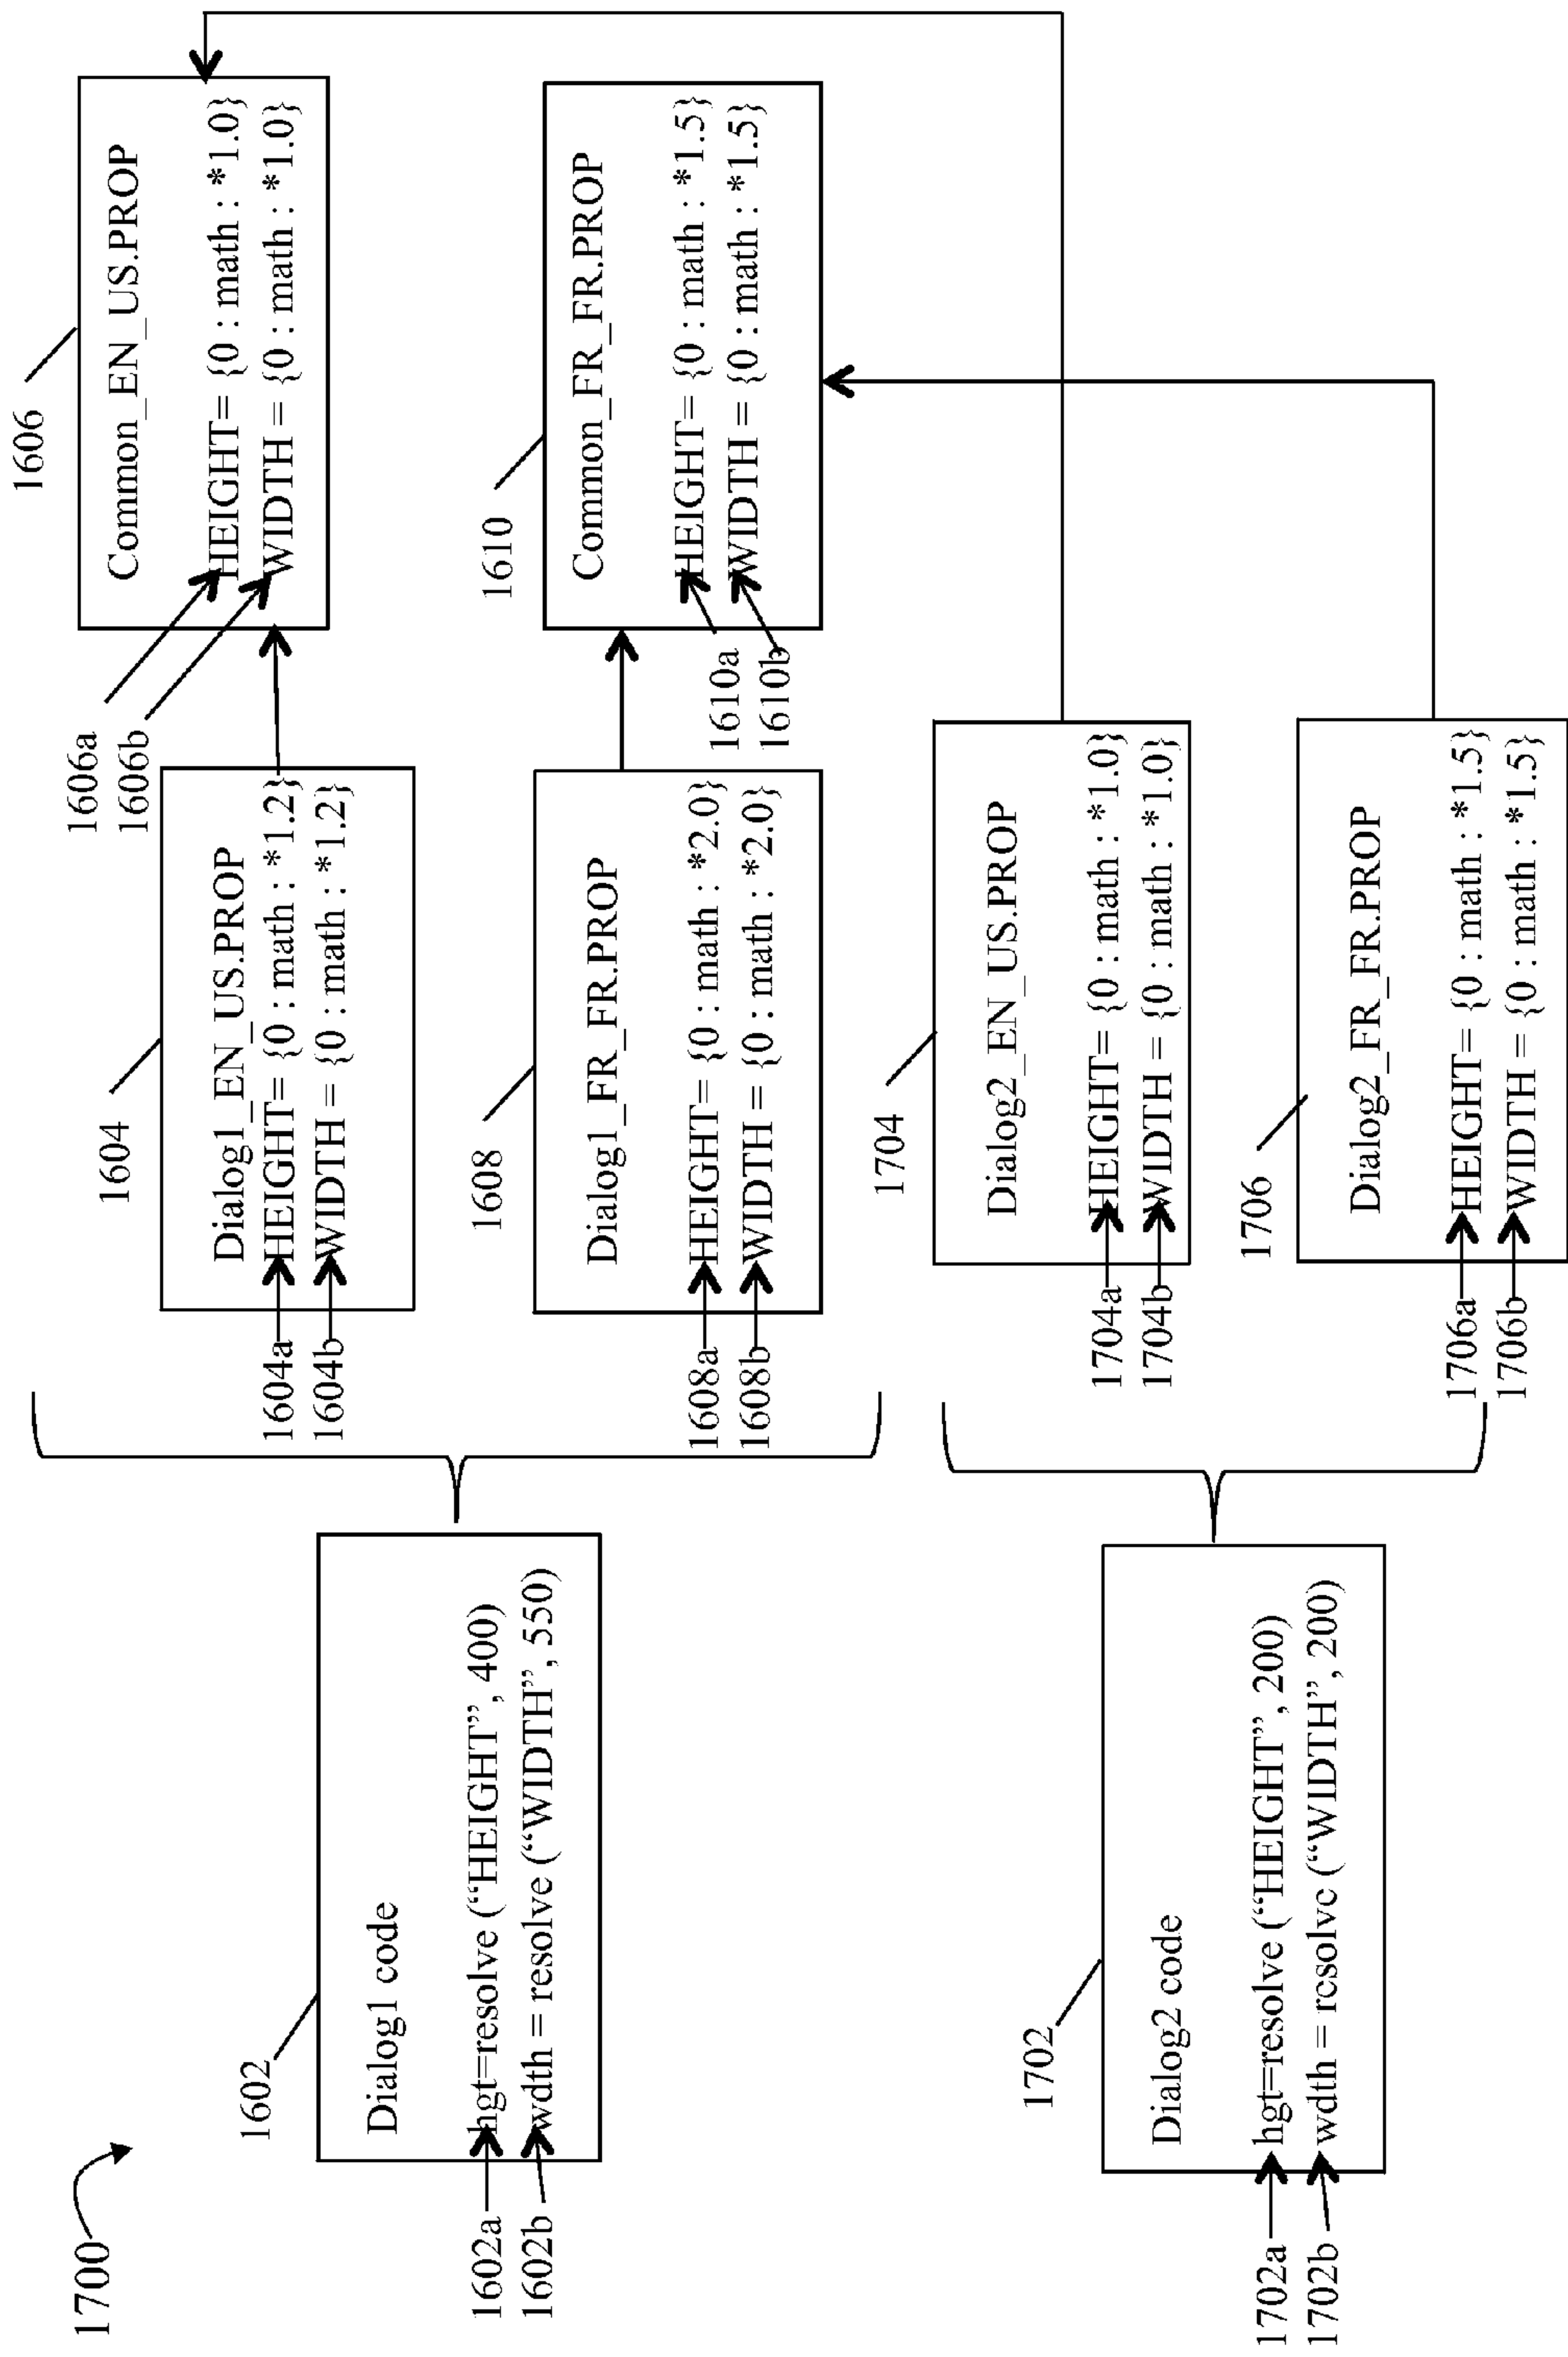 1700
1602
Dialog1 code
1602a
hgt=resolve (“HEIGHT”, 400)
1602b
wdth = resolve (“WIDTH”, 550)
1604
Dialog1_EN_US.PROP
1604a
HEIGHT= {0 : math : *1.2}
1604b
WIDTH = {0 : math : *1.2}
1606
Common_EN_US.PROP
1606a
HEIGHT= {0 : math : *1.0}
1606b
WIDTH = {0 : math : *1.0}
1608
Dialog1_FR_FR.PROP
1608a
HEIGHT= {0 : math : *2.0}
1608b
WIDTH = {0 : math : *2.0}
1610
Common_FR_FR.PROP
1610a
HEIGHT= {0 : math : *1.5}
1610b
WIDTH = {0 : math : *1.5}
1702
Dialog2 code
1702a
hgt=resolve (“HEIGHT”, 200)
1702b
wdth = resolve (“WIDTH”, 200)
1704
Dialog2_EN_US.PROP
1704a
HEIGHT= {0 : math : *1.0}
1704b
WIDTH = {0 : math : *1.0}
1706
Dialog2_FR_FR.PROP
1706a
HEIGHT= {0 : math : *1.5}
1706b
WIDTH = {0 : math : *1.5}